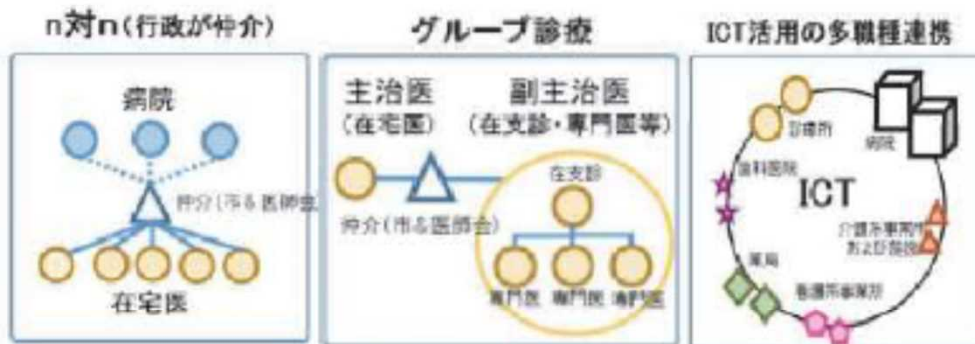 n対n(行政が仲介)
病院
仲介(市&医師会
在宅医
グループ診療
主治医
(在宅医)
副主治医
(在支診・専門医等)
在支診
仲介(市&医師会)
専門医
専門医
専門医
ICT活用の多職種連携
診療所
病院
歯科医院
ICT
介護系事業所
および施設
薬局
看護系事業所